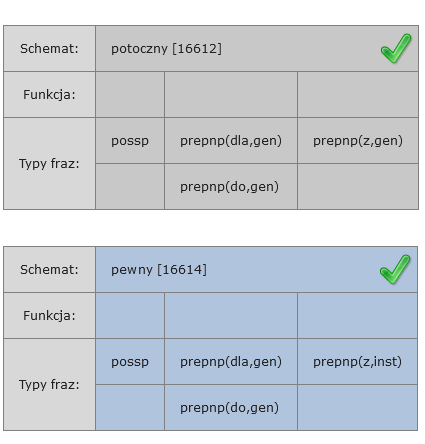 Schemat: potoczny [16612]
Funkcja:
Typy fraz: possp prepnp(dla,gen) prepnp(z,gen)
prepnp(do,gen)
Schemat: pewny [16614]
Funkcja:
Typy fraz: possp prepnp(dla,gen) prepnp(z,inst)
prepnp(do,gen)